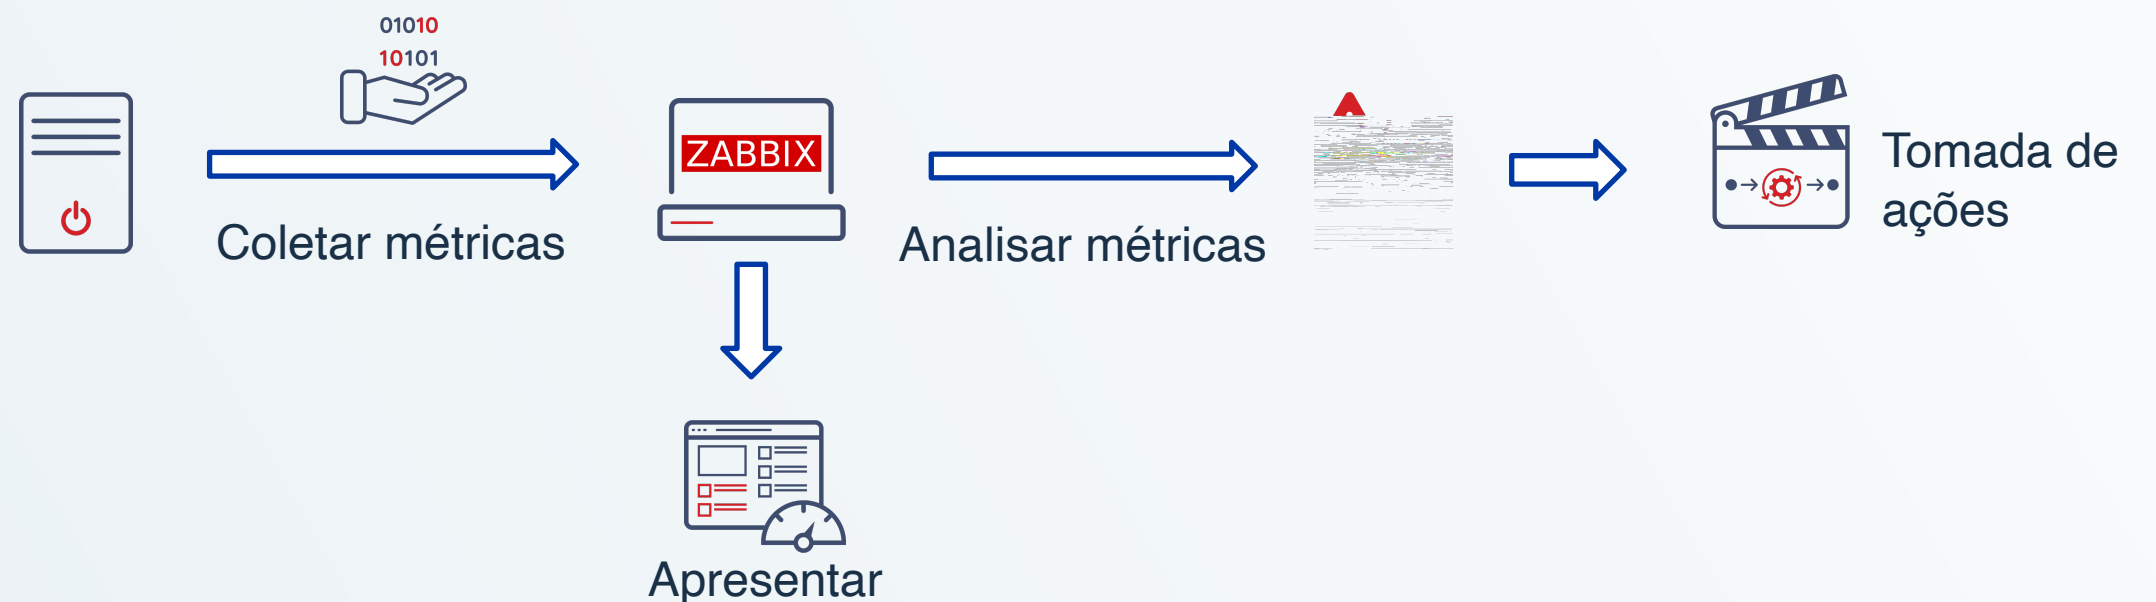 01010
10101
ZABBIX
Coletar métricas
Analisar métricas
Tomada de
ações
Apresentar